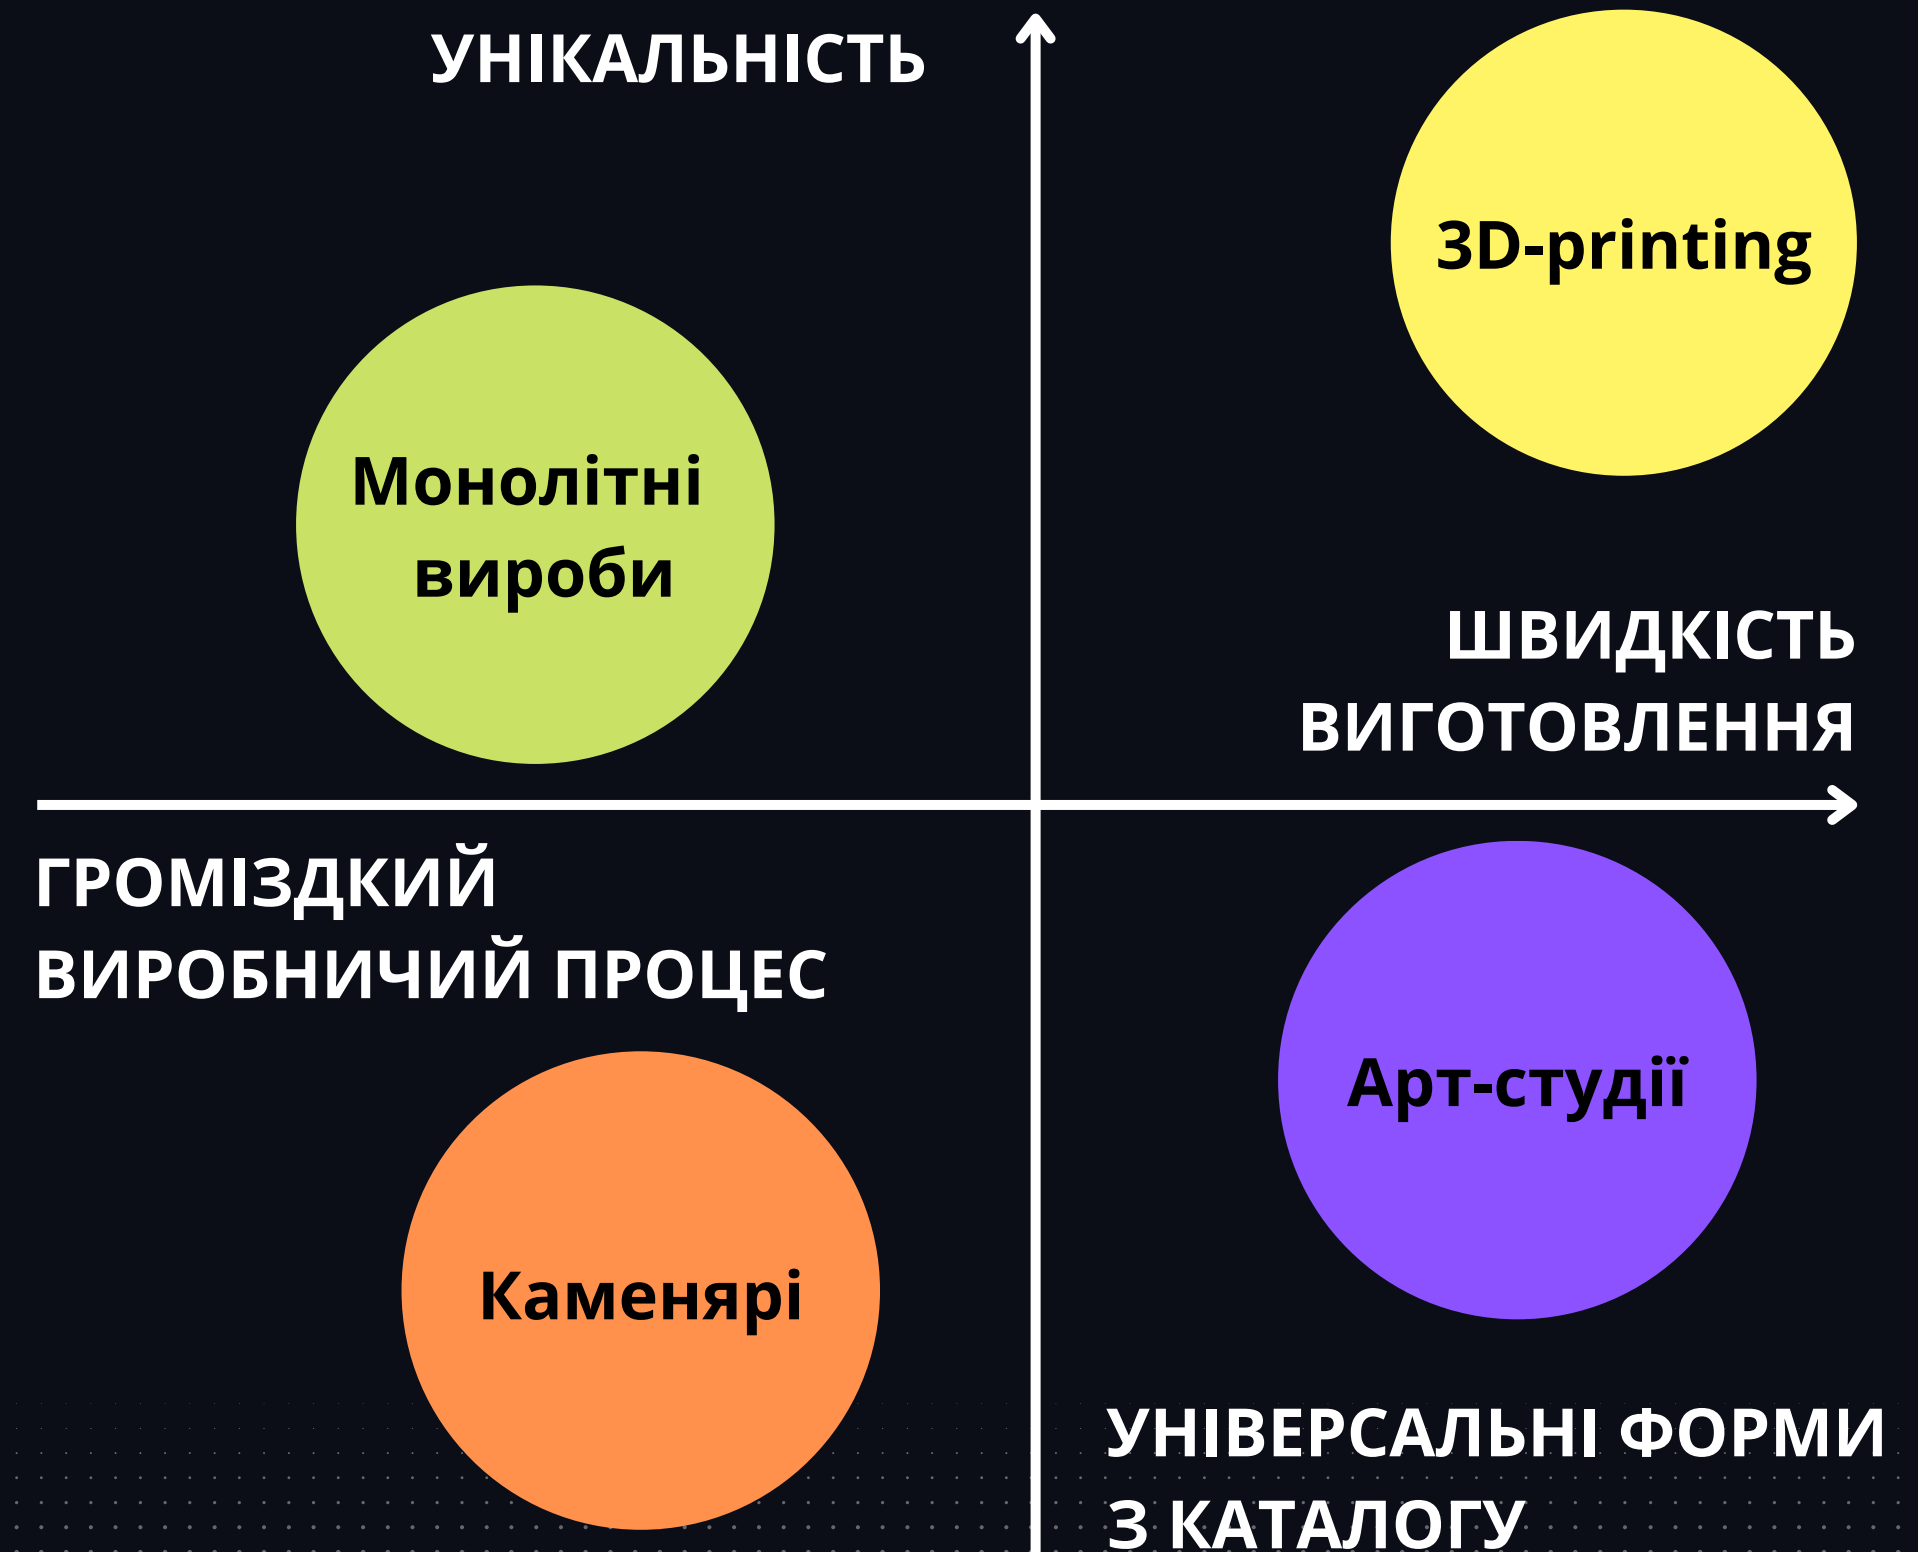 УНІКАЛЬНІСТЬ
3D-printing
Монолітні
вироби
ШВИДКІСТЬ
ВИГОТОВЛЕННЯ
ГРОМІЗДКИЙ
ВИРОБНИЧИЙ ПРОЦЕС
Арт-студії
Каменярі
УНІВЕРСАЛЬНІ ФОРМИ
З КАТАЛОГУ